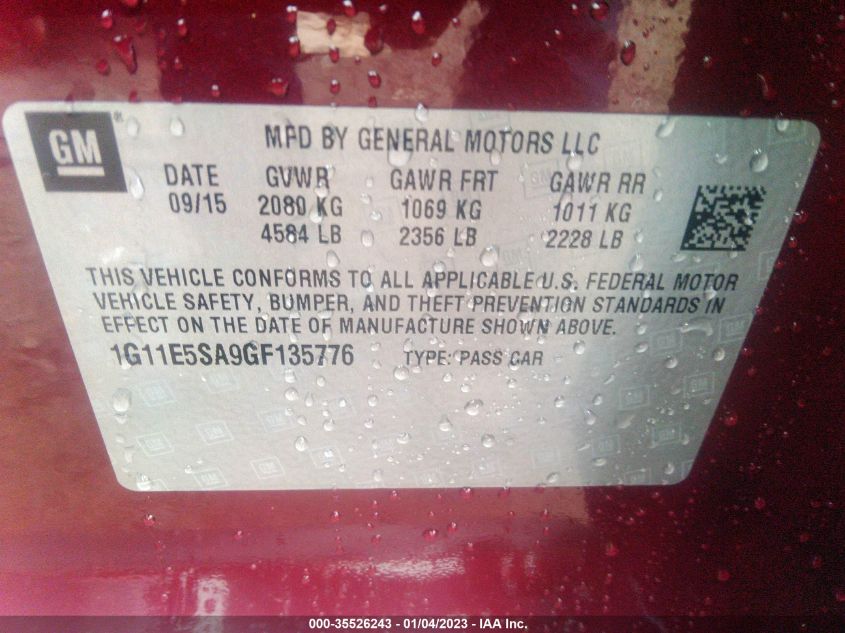 GM®
MFD BY GENERAL MOTORS LLC
DATE GVWR GAWR FRT GAWR RR
09/15 2080 KG 1069 KG 1011 KG
4584 LB 2356 LB 2228 LB
THIS VEHICLE CONFORMS TO ALL APPLICABLE U.S. FEDERAL MOTOR
VEHICLE SAFETY, BUMPER, AND THEFT PREVENTION STANDARDS IN
EFFECT ON THE DATE OF MANUFACTURE SHOWN ABOVE.
1G11E5SA9GF135776 TYPE: PASS CAR
000-35526243 - 01/04/2023 - IAA Inc.